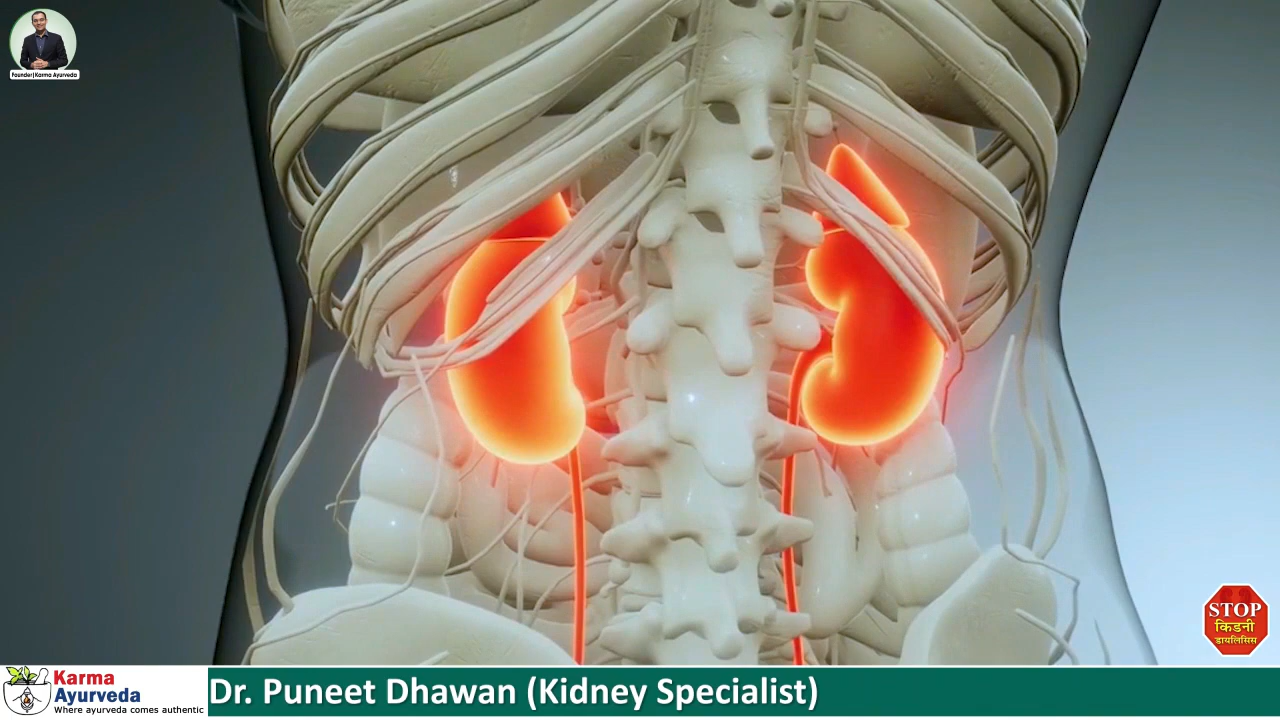 Founder|Karma Ayurveda
STOP
किडनी
डायलिसिस
Karma
Ayurveda
Where ayurveda comes authentic
Dr. Puneet Dhawan (Kidney Specialist)